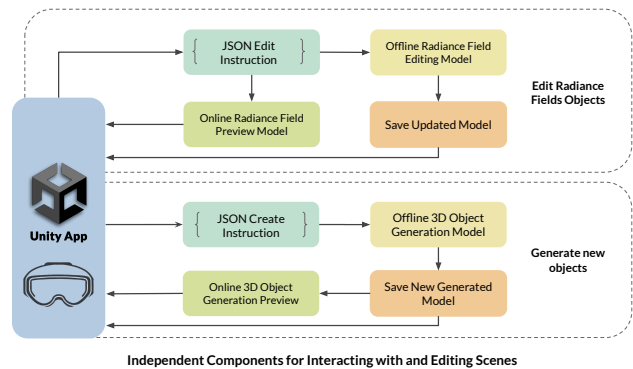 { JSON Edit
Instruction }
Offline Radiance Field
Editing Model
Edit Radiance
Fields Objects
Online Radiance Field
Preview Model
Save Updated Model
Unity App
{ JSON Create
Instruction }
Offline 3D Object
Generation Model
Generate new
objects
Online 3D Object
Generation Preview
Save New Generated
Model
Independent Components for Interacting with and Editing Scenes